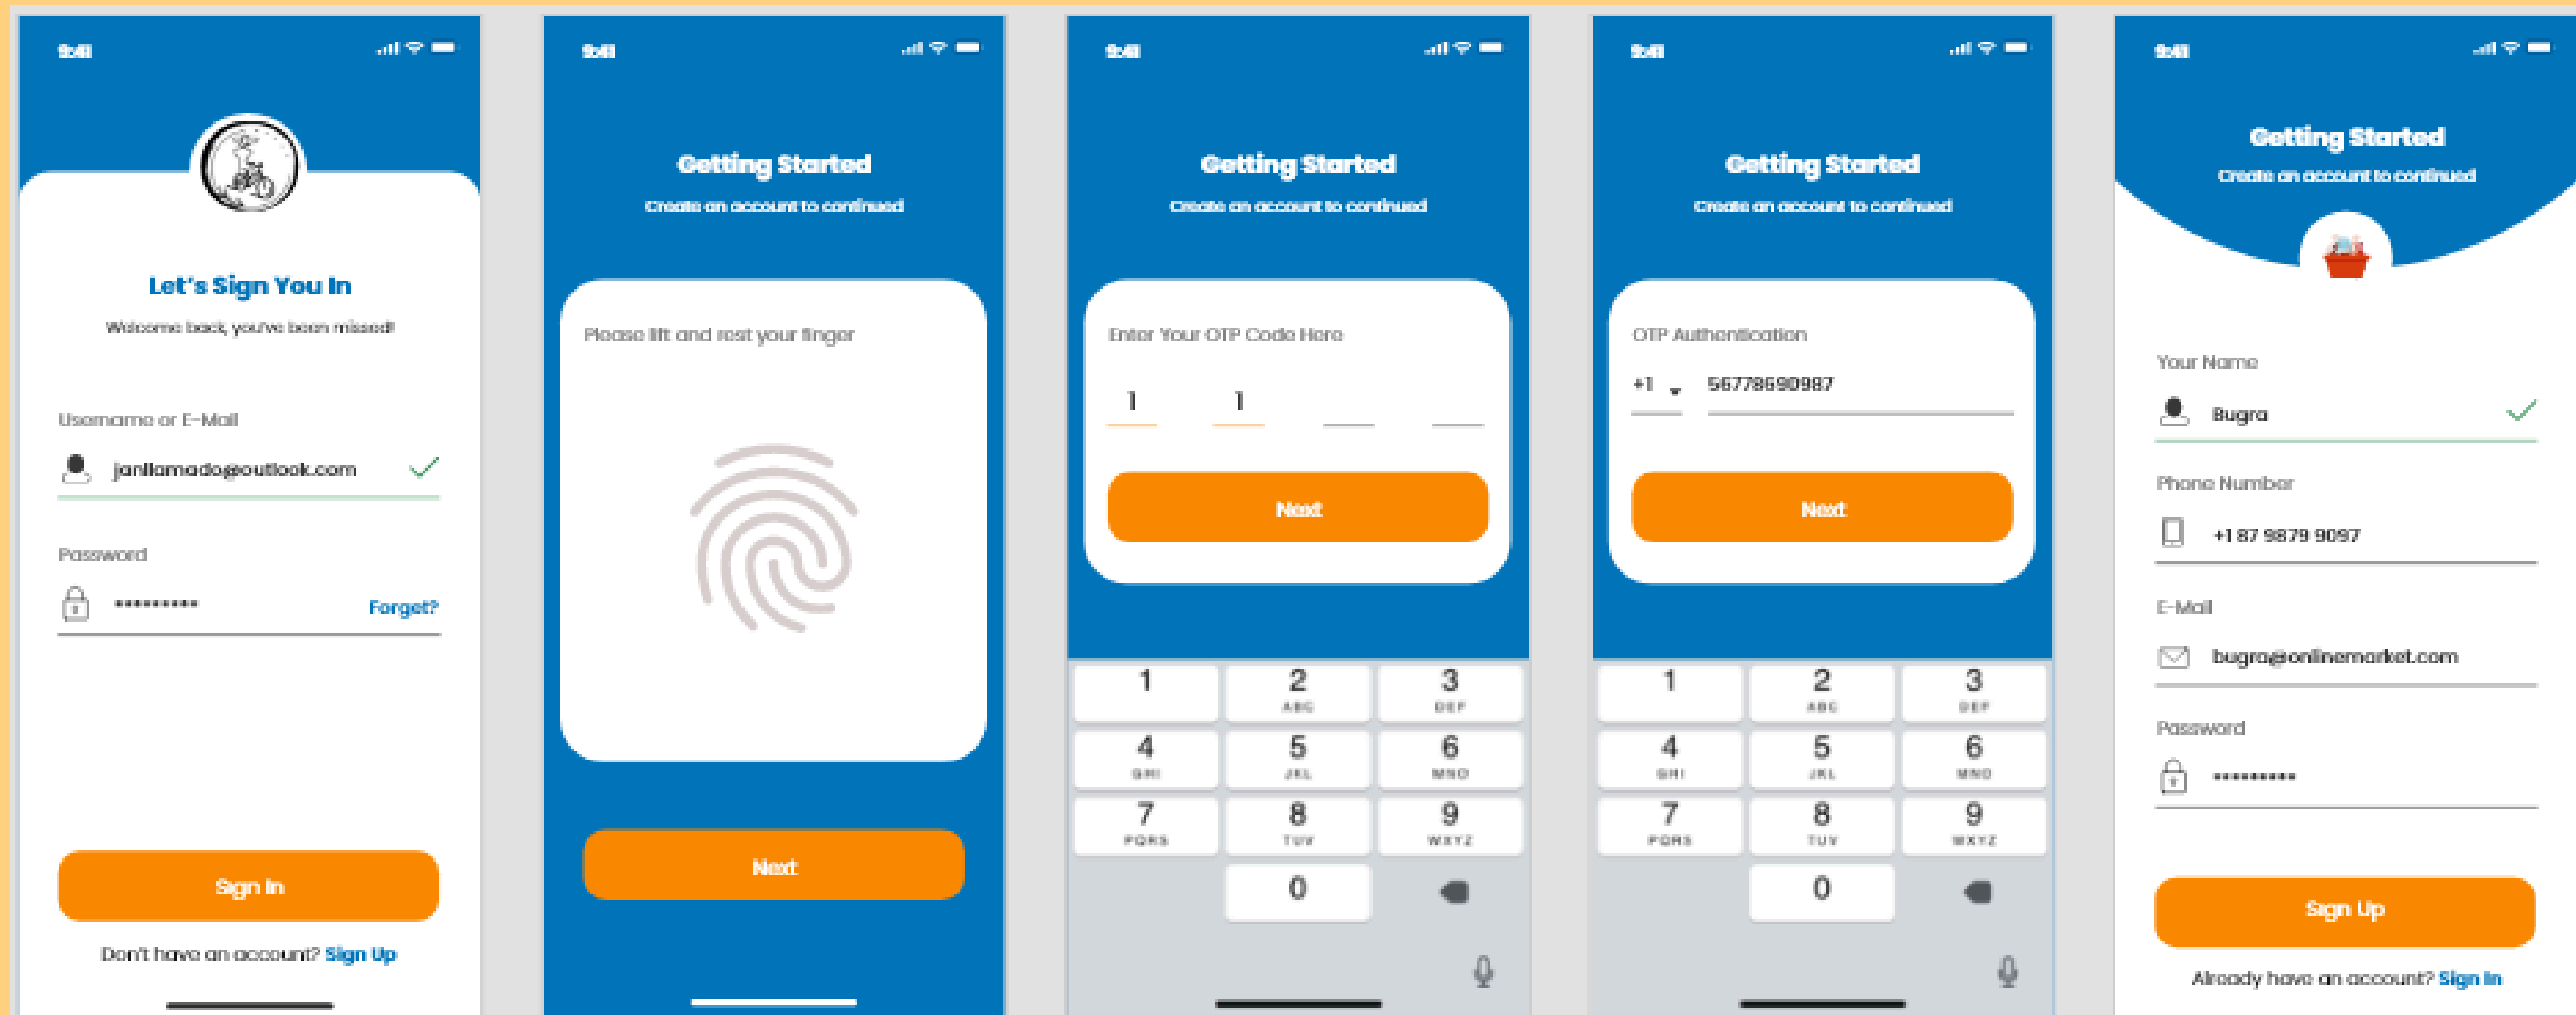 9:41
Let's Sign You In
Welcome back, you've been missed!
Username or E-Mail
janllamado@outlook.com
Password
•••••••••
Forget?
Sign In
Don't have an account? Sign Up
9:41
Getting Started
Create an account to continued
Please lift and rest your finger
Next
9:41
Getting Started
Create an account to continued
Enter Your OTP Code Here
1 1
Next
1 2 3
ABC DEF
4 5 6
GHI JKL MNO
7 8 9
PQRS TUV WXYZ
0
9:41
Getting Started
Create an account to continued
OTP Authentication
+1 56778690987
Next
1 2 3
ABC DEF
4 5 6
GHI JKL MNO
7 8 9
PQRS TUV WXYZ
0
9:41
Getting Started
Create an account to continued
Your Name
Bugra
Phone Number
+1 87 9879 9097
E-Mail
bugra@onlinemarket.com
Password
•••••••••
Sign Up
Already have an account? Sign In